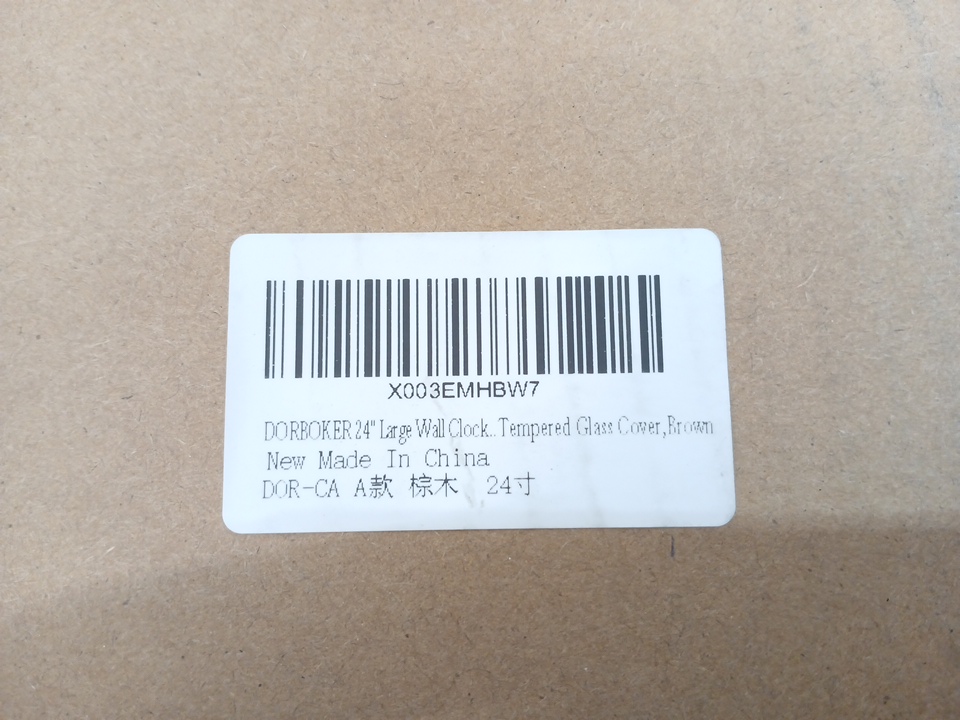 X003EMHBW7
DORBOKER 24" Large Wall Clock... Tempered Glass Cover,Brown
New Made In China
DOR-CA A款 棕木 24寸